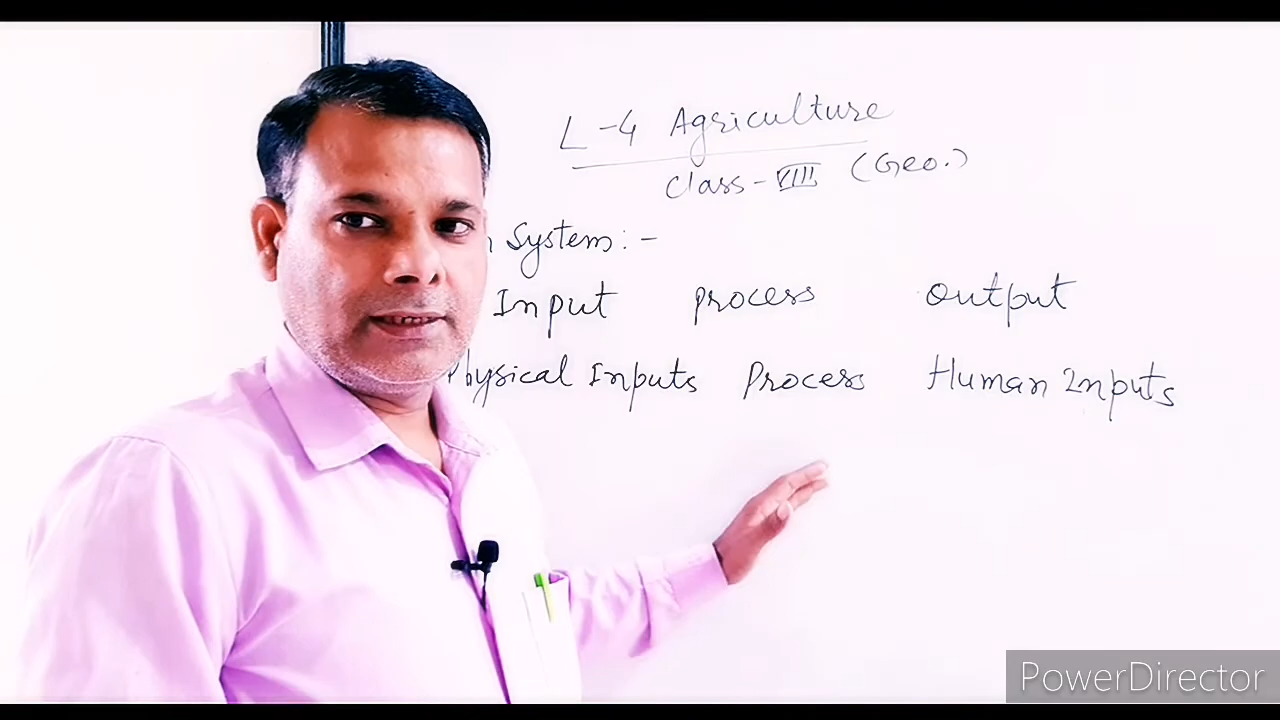 L-4 Agriculture
Class-VIII (Geo.)
System:-
Input process output
Physical Inputs Process Human Inputs
PowerDirector